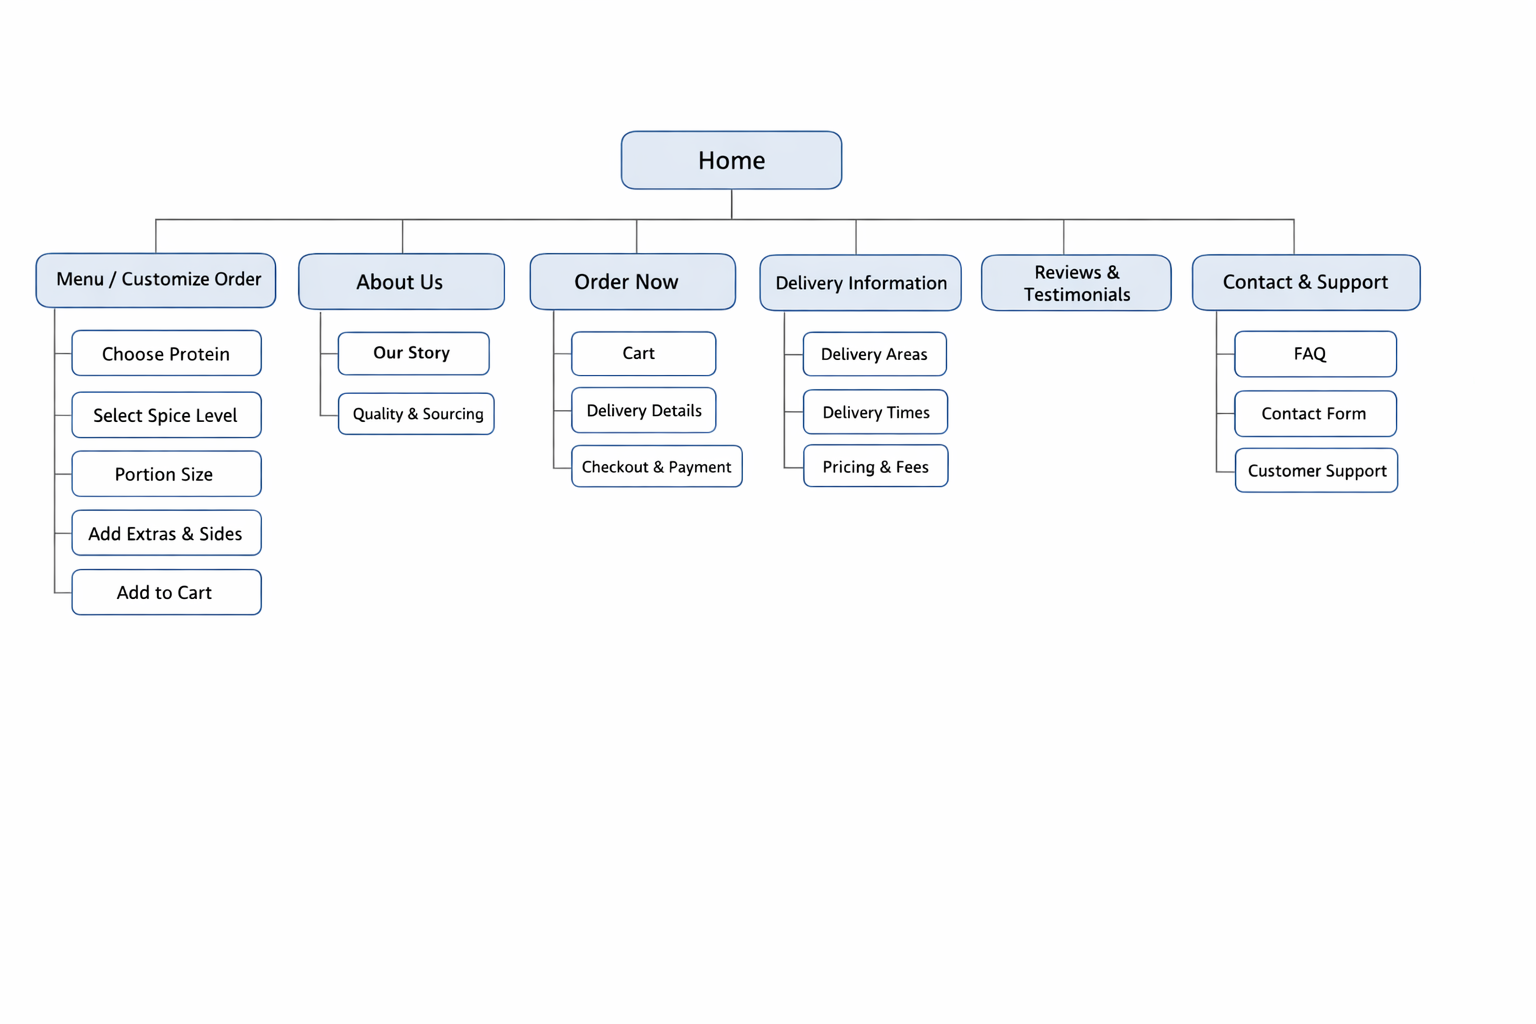 Home
Menu / Customize Order
Choose Protein
Select Spice Level
Portion Size
Add Extras & Sides
Add to Cart
About Us
Our Story
Quality & Sourcing
Order Now
Cart
Delivery Details
Checkout & Payment
Delivery Information
Delivery Areas
Delivery Times
Pricing & Fees
Reviews &
Testimonials
Contact & Support
FAQ
Contact Form
Customer Support